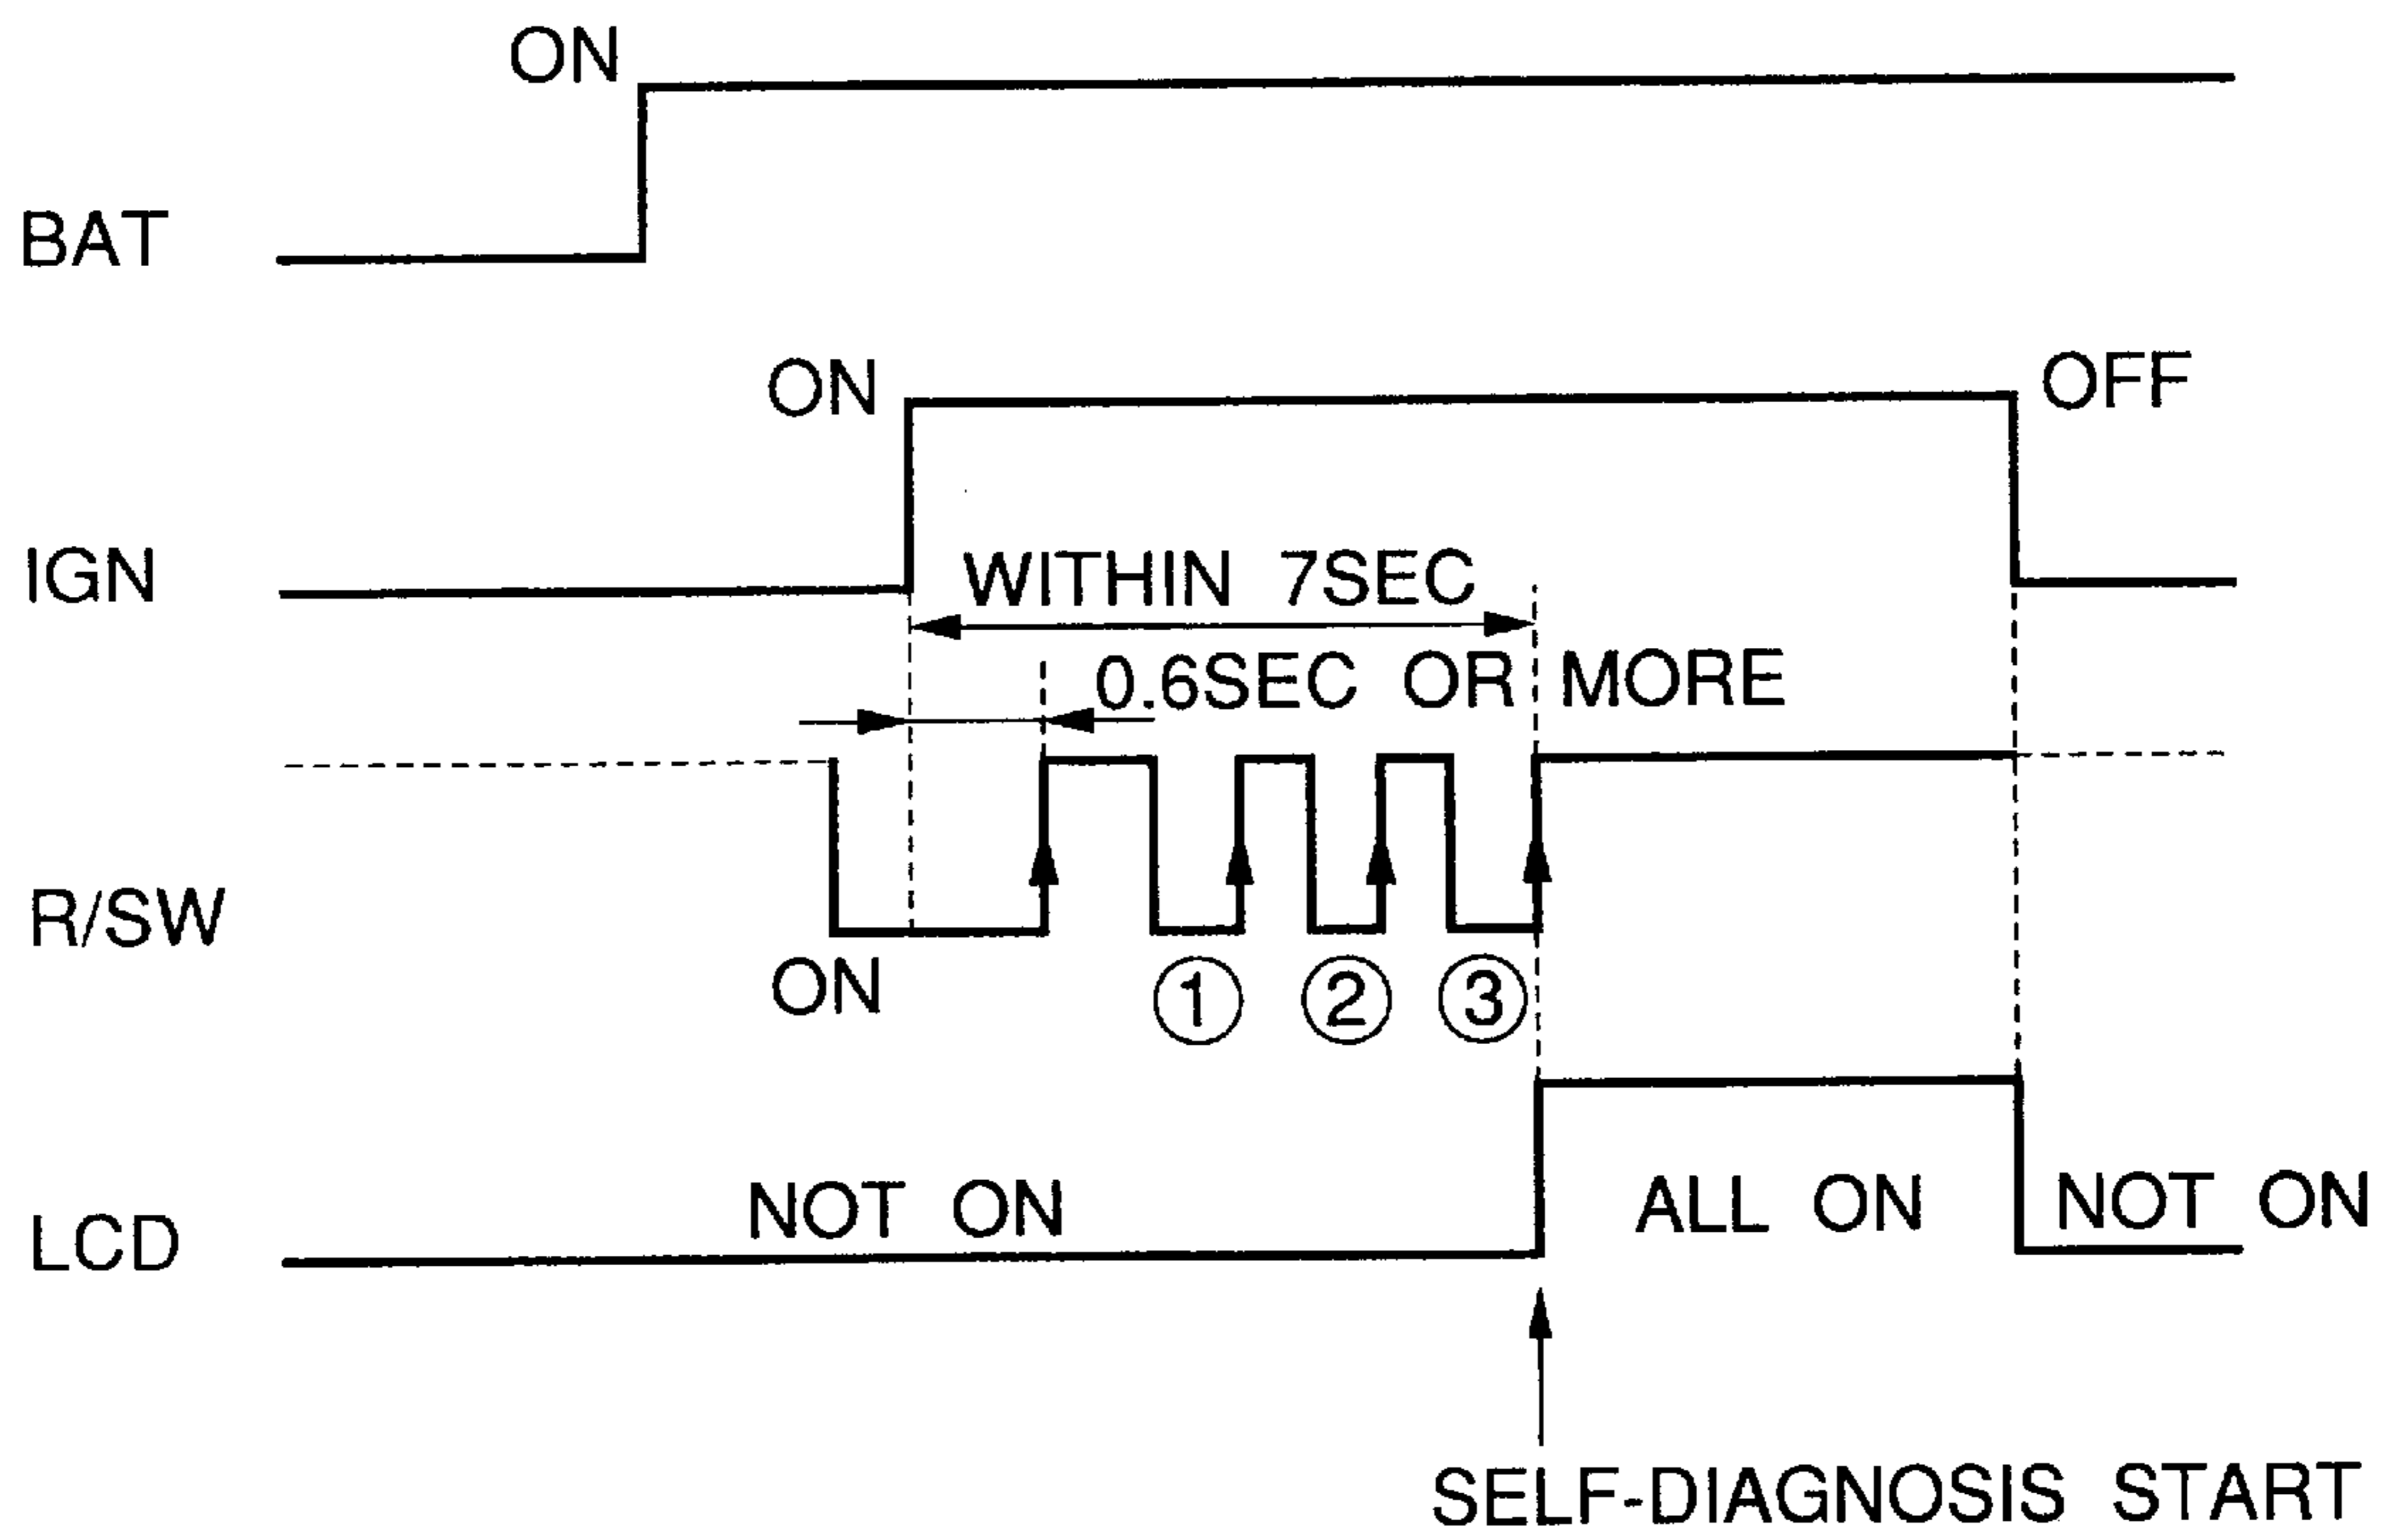 ON
BAT
ON
OFF
IGN
WITHIN 7SEC
0.6SEC OR MORE
R/SW
ON
① ② ③
NOT ON
ALL ON
NOT ON
LCD
SELF-DIAGNOSIS START